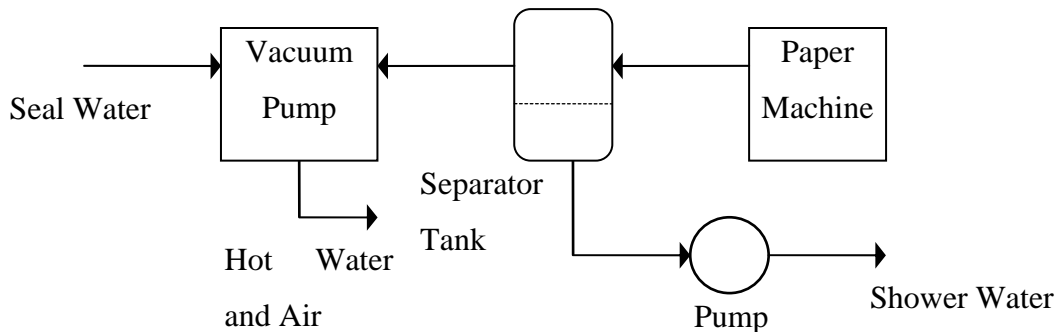 Vacuum
Pump
Paper
Machine
Seal Water
Separator
Tank
Hot Water
and Air
Pump
Shower Water